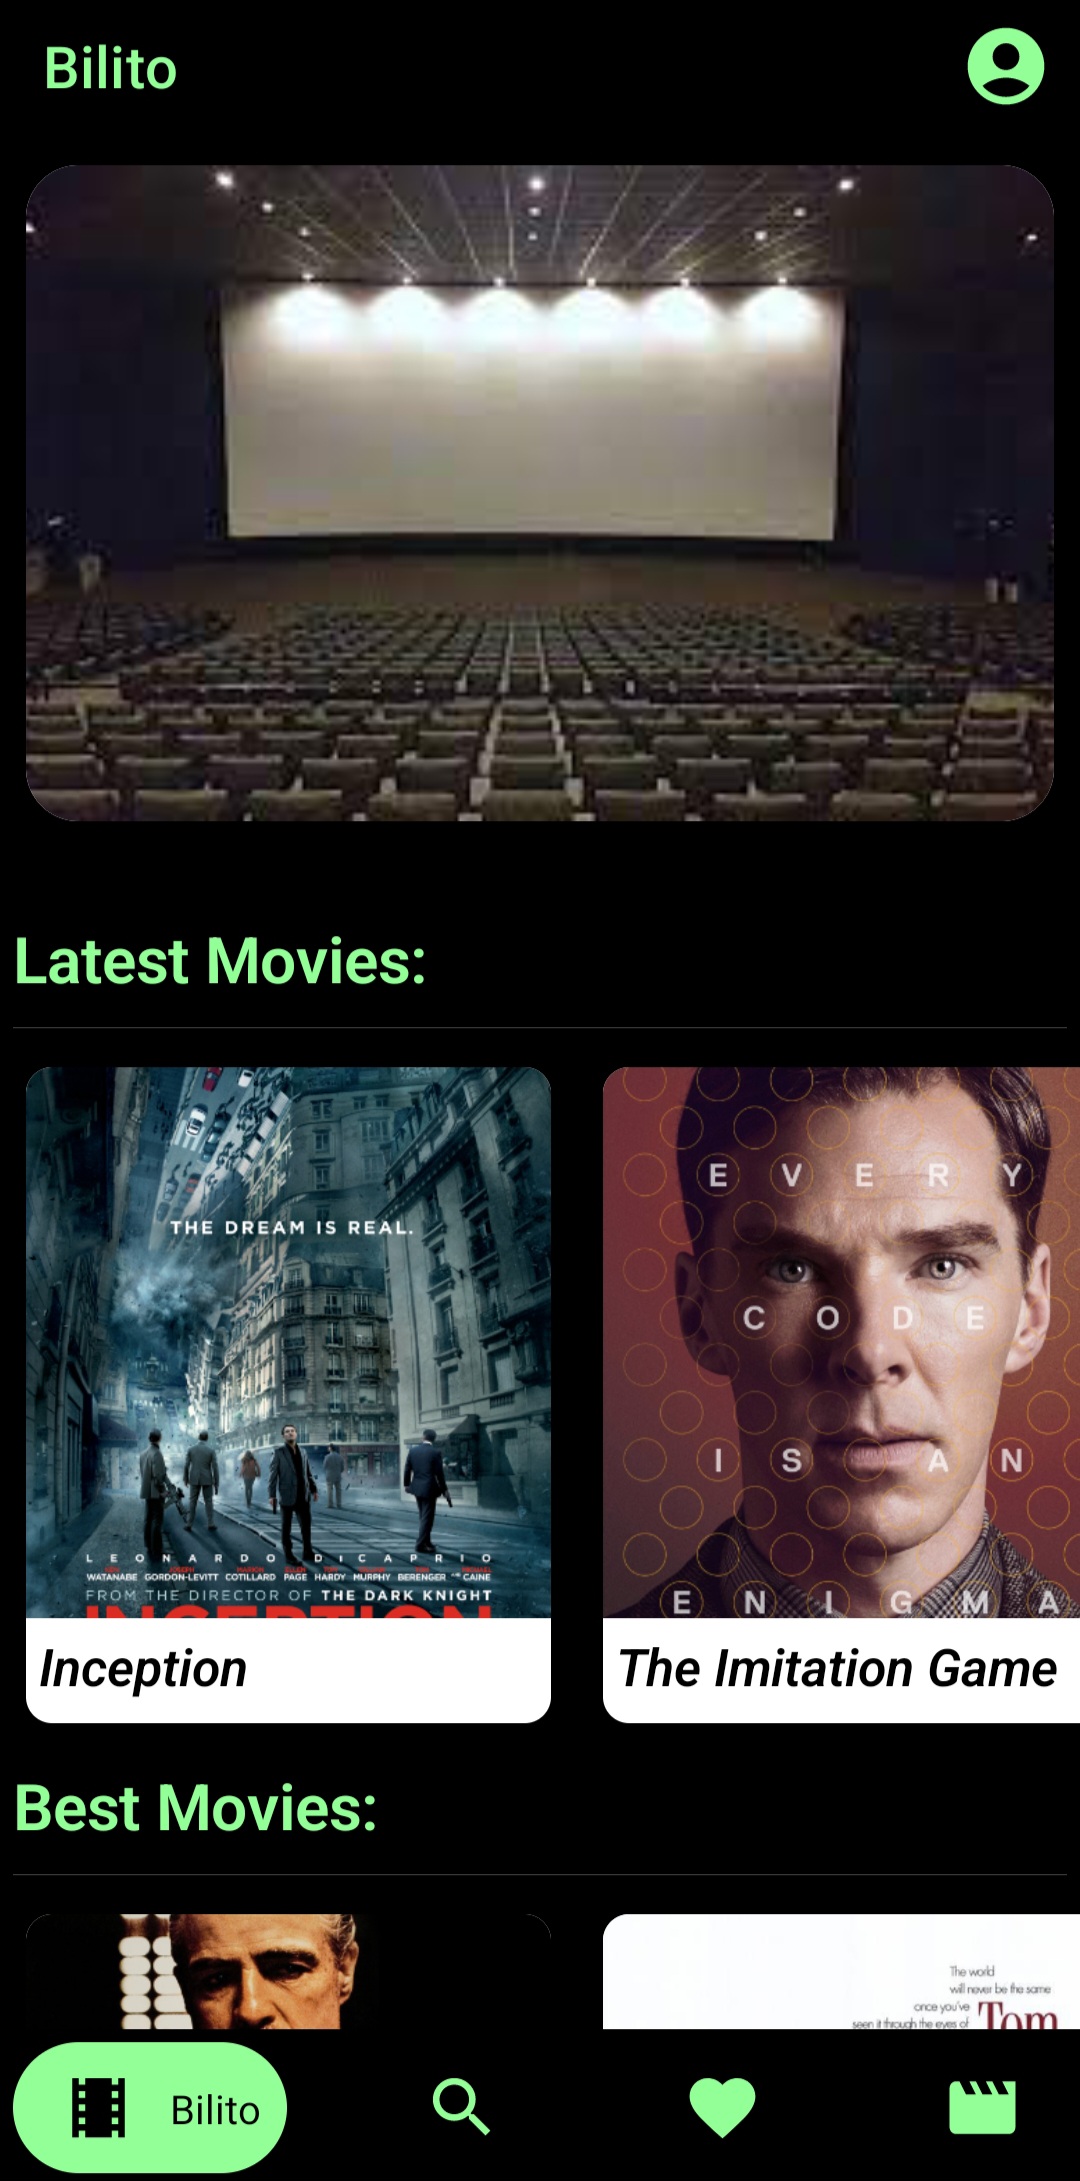 Bilito
Latest Movies:
THE DREAM IS REAL.
LEONARDO DiCAPRIO
WATANABE GORDON-LEVITT COTILLARD PAGE HARDY MURPHY BERENGER CAINE
FROM THE DIRECTOR OF THE DARK KNIGHT
INCEPTION
Inception
EVERY
CODE
IS AN
ENIGMA
The Imitation Game
Best Movies:
The world
will never be the same
once you've
seen it through the eyes of
Tom
Bilito